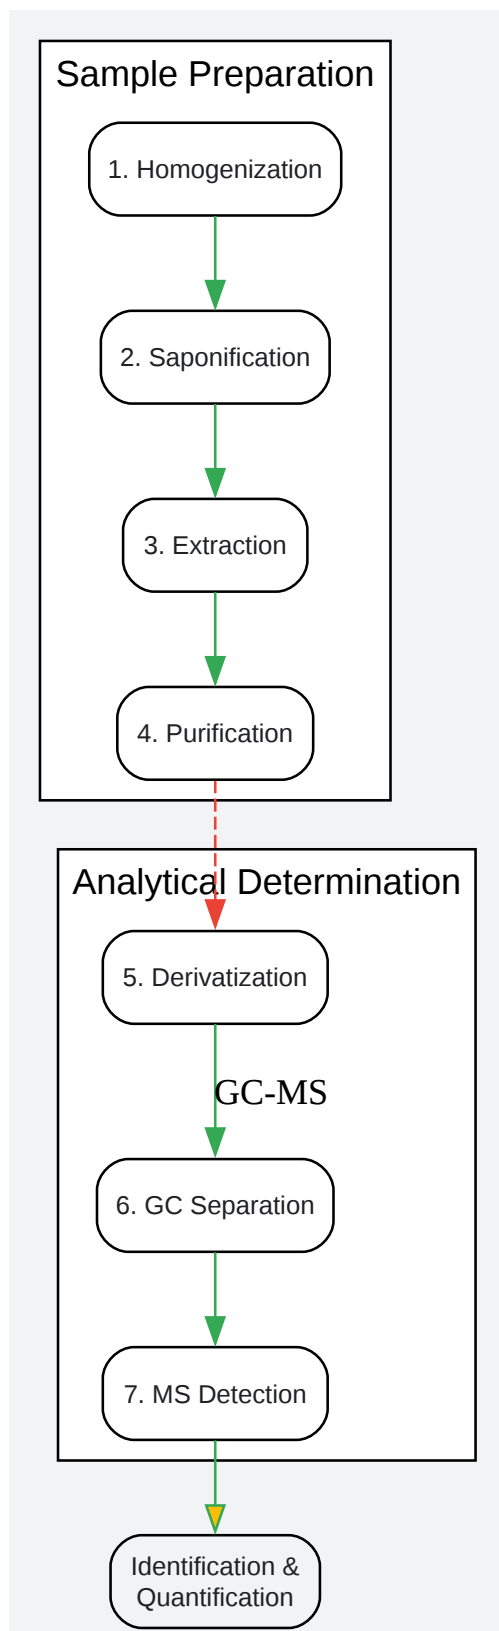 Sample Preparation
1. Homogenization
2. Saponification
3. Extraction
4. Purification
Analytical Determination
5. Derivatization
GC-MS
6. GC Separation
7. MS Detection
Identification &
Quantification